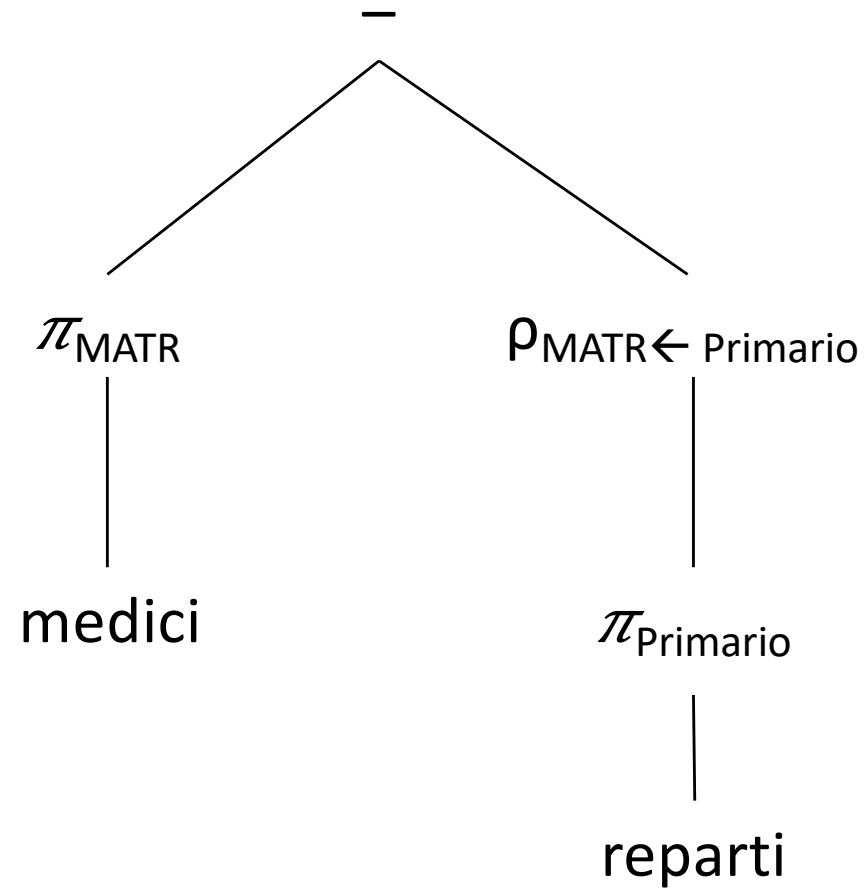 –
πMATR
ρMATR← Primario
medici
πPrimario
reparti